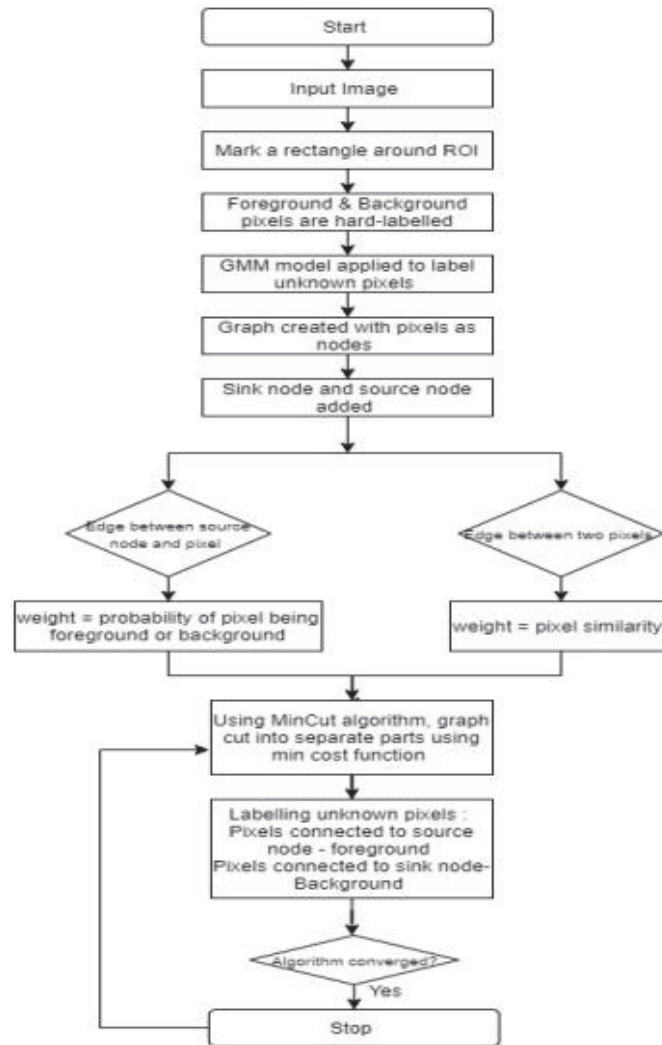 Start
Input Image
Mark a rectangle around ROI
Foreground & Background
pixels are hard-labelled
GMM model applied to label
unknown pixels
Graph created with pixels as
nodes
Sink node and source node
added
Edge between source
node and pixel
Edge between two pixels
weight = probability of pixel being
foreground or background
weight = pixel similarity
Using MinCut algorithm, graph
cut into separate parts using
min cost function
Labelling unknown pixels :
Pixels connected to source
node - foreground
Pixels connected to sink node-
Background
Algorithm converged?
Yes
Stop